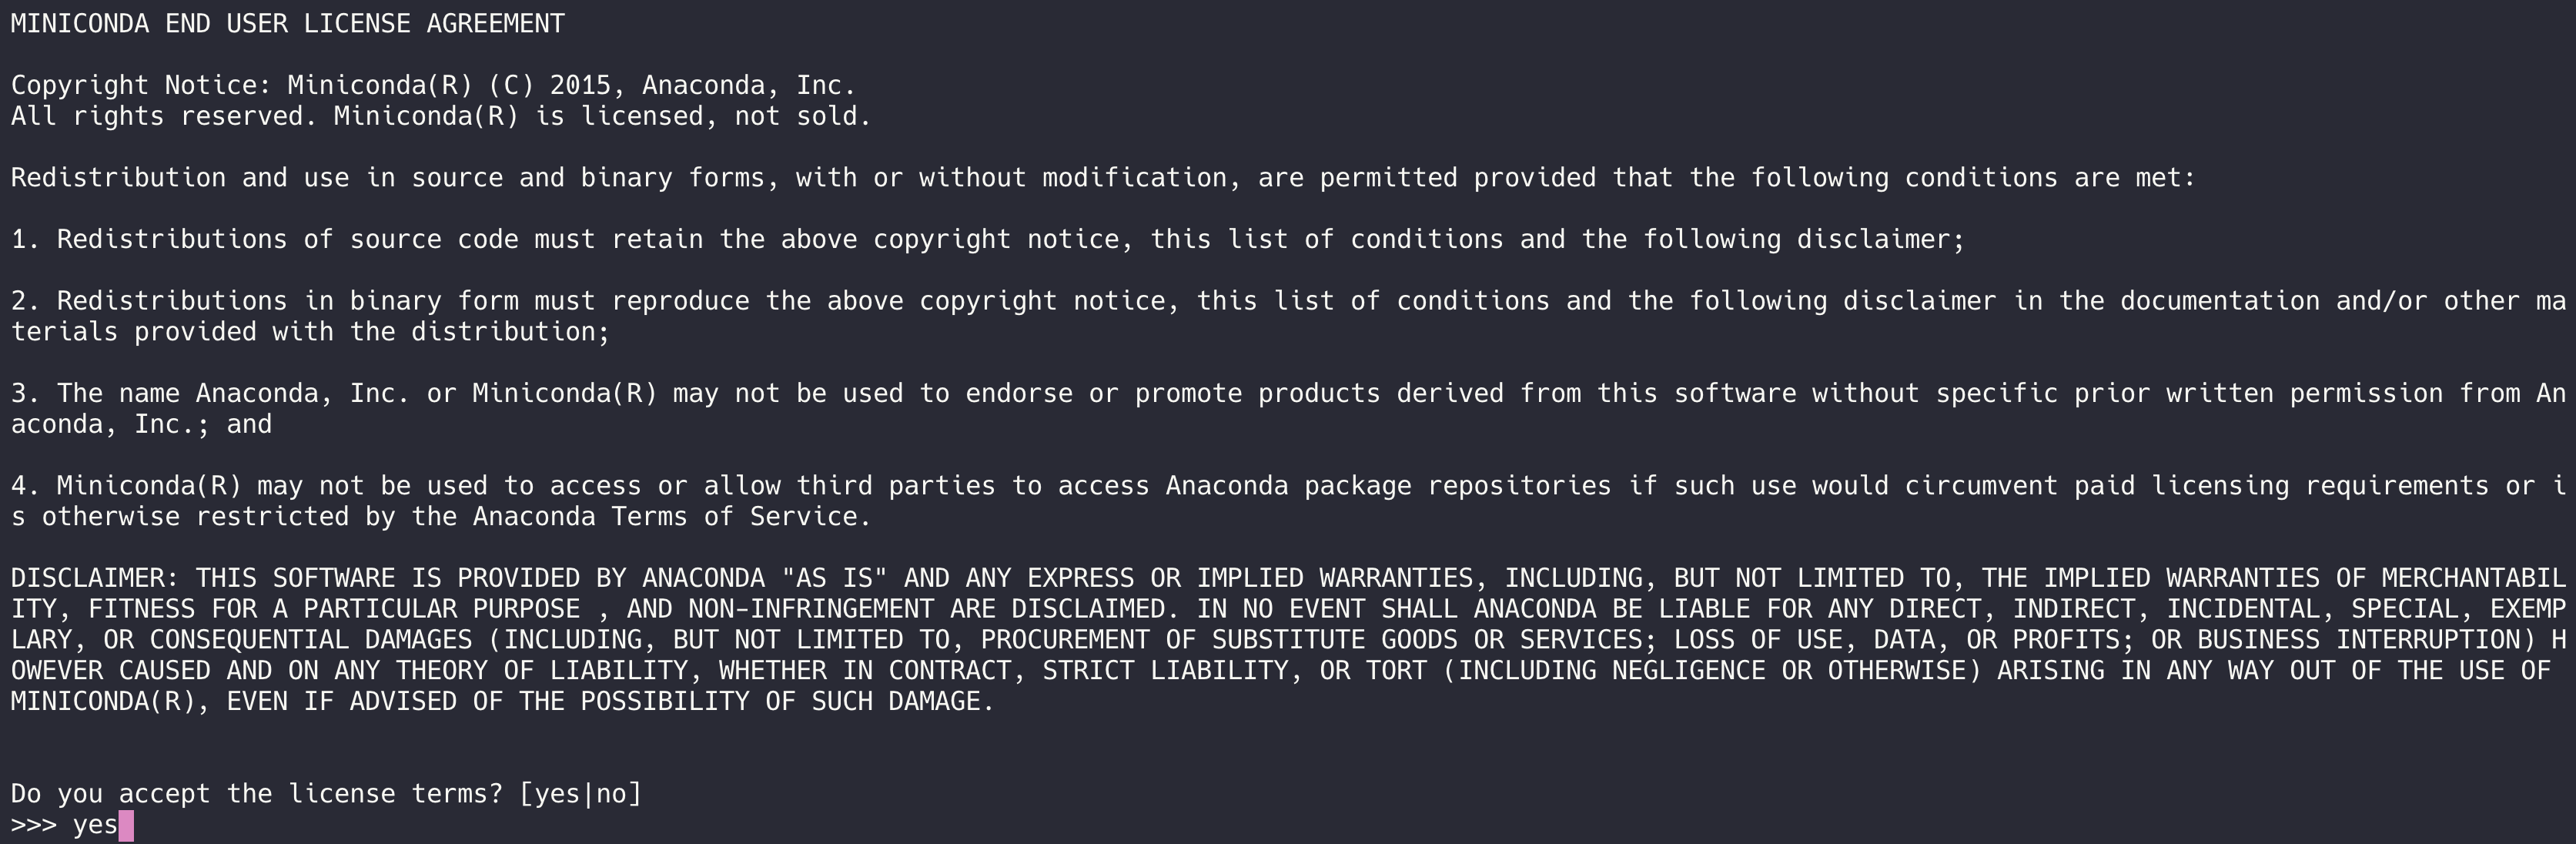 MINICONDA END USER LICENSE AGREEMENT
Copyright Notice: Miniconda(R) (C) 2015, Anaconda, Inc.
All rights reserved. Miniconda(R) is licensed, not sold.
Redistribution and use in source and binary forms, with or without modification, are permitted provided that the following conditions are met:
1. Redistributions of source code must retain the above copyright notice, this list of conditions and the following disclaimer;
2. Redistributions in binary form must reproduce the above copyright notice, this list of conditions and the following disclaimer in the documentation and/or other ma
terials provided with the distribution;
3. The name Anaconda, Inc. or Miniconda(R) may not be used to endorse or promote products derived from this software without specific prior written permission from An
aconda, Inc.; and
4. Miniconda(R) may not be used to access or allow third parties to access Anaconda package repositories if such use would circumvent paid licensing requirements or i
s otherwise restricted by the Anaconda Terms of Service.
DISCLAIMER: THIS SOFTWARE IS PROVIDED BY ANACONDA "AS IS" AND ANY EXPRESS OR IMPLIED WARRANTIES, INCLUDING, BUT NOT LIMITED TO, THE IMPLIED WARRANTIES OF MERCHANTABIL
ITY, FITNESS FOR A PARTICULAR PURPOSE , AND NON-INFRINGEMENT ARE DISCLAIMED. IN NO EVENT SHALL ANACONDA BE LIABLE FOR ANY DIRECT, INDIRECT, INCIDENTAL, SPECIAL, EXEMP
LARY, OR CONSEQUENTIAL DAMAGES (INCLUDING, BUT NOT LIMITED TO, PROCUREMENT OF SUBSTITUTE GOODS OR SERVICES; LOSS OF USE, DATA, OR PROFITS; OR BUSINESS INTERRUPTION) H
OWEVER CAUSED AND ON ANY THEORY OF LIABILITY, WHETHER IN CONTRACT, STRICT LIABILITY, OR TORT (INCLUDING NEGLIGENCE OR OTHERWISE) ARISING IN ANY WAY OUT OF THE USE OF
MINICONDA(R), EVEN IF ADVISED OF THE POSSIBILITY OF SUCH DAMAGE.
Do you accept the license terms? [yes|no]
>>> yes